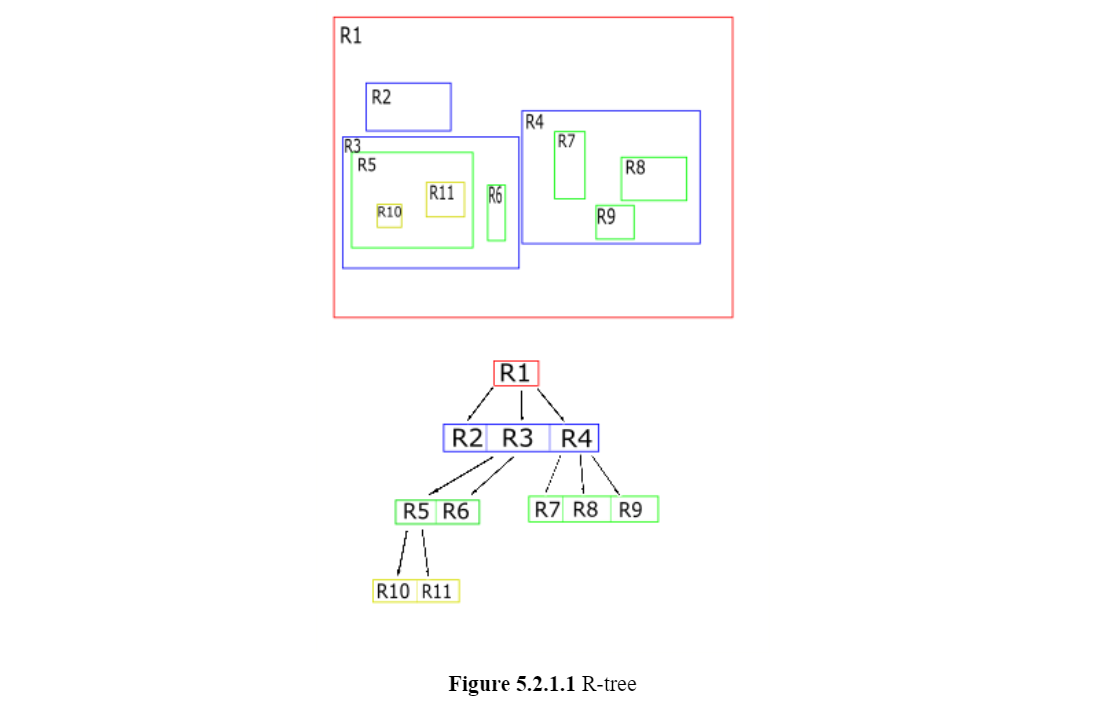 R1
R2
R4
R7
R3
R5
R8
R11
R6
R10
R9
R1
R2 R3 R4
R5 R6
R7 R8 R9
R10 R11
Figure 5.2.1.1 R-tree